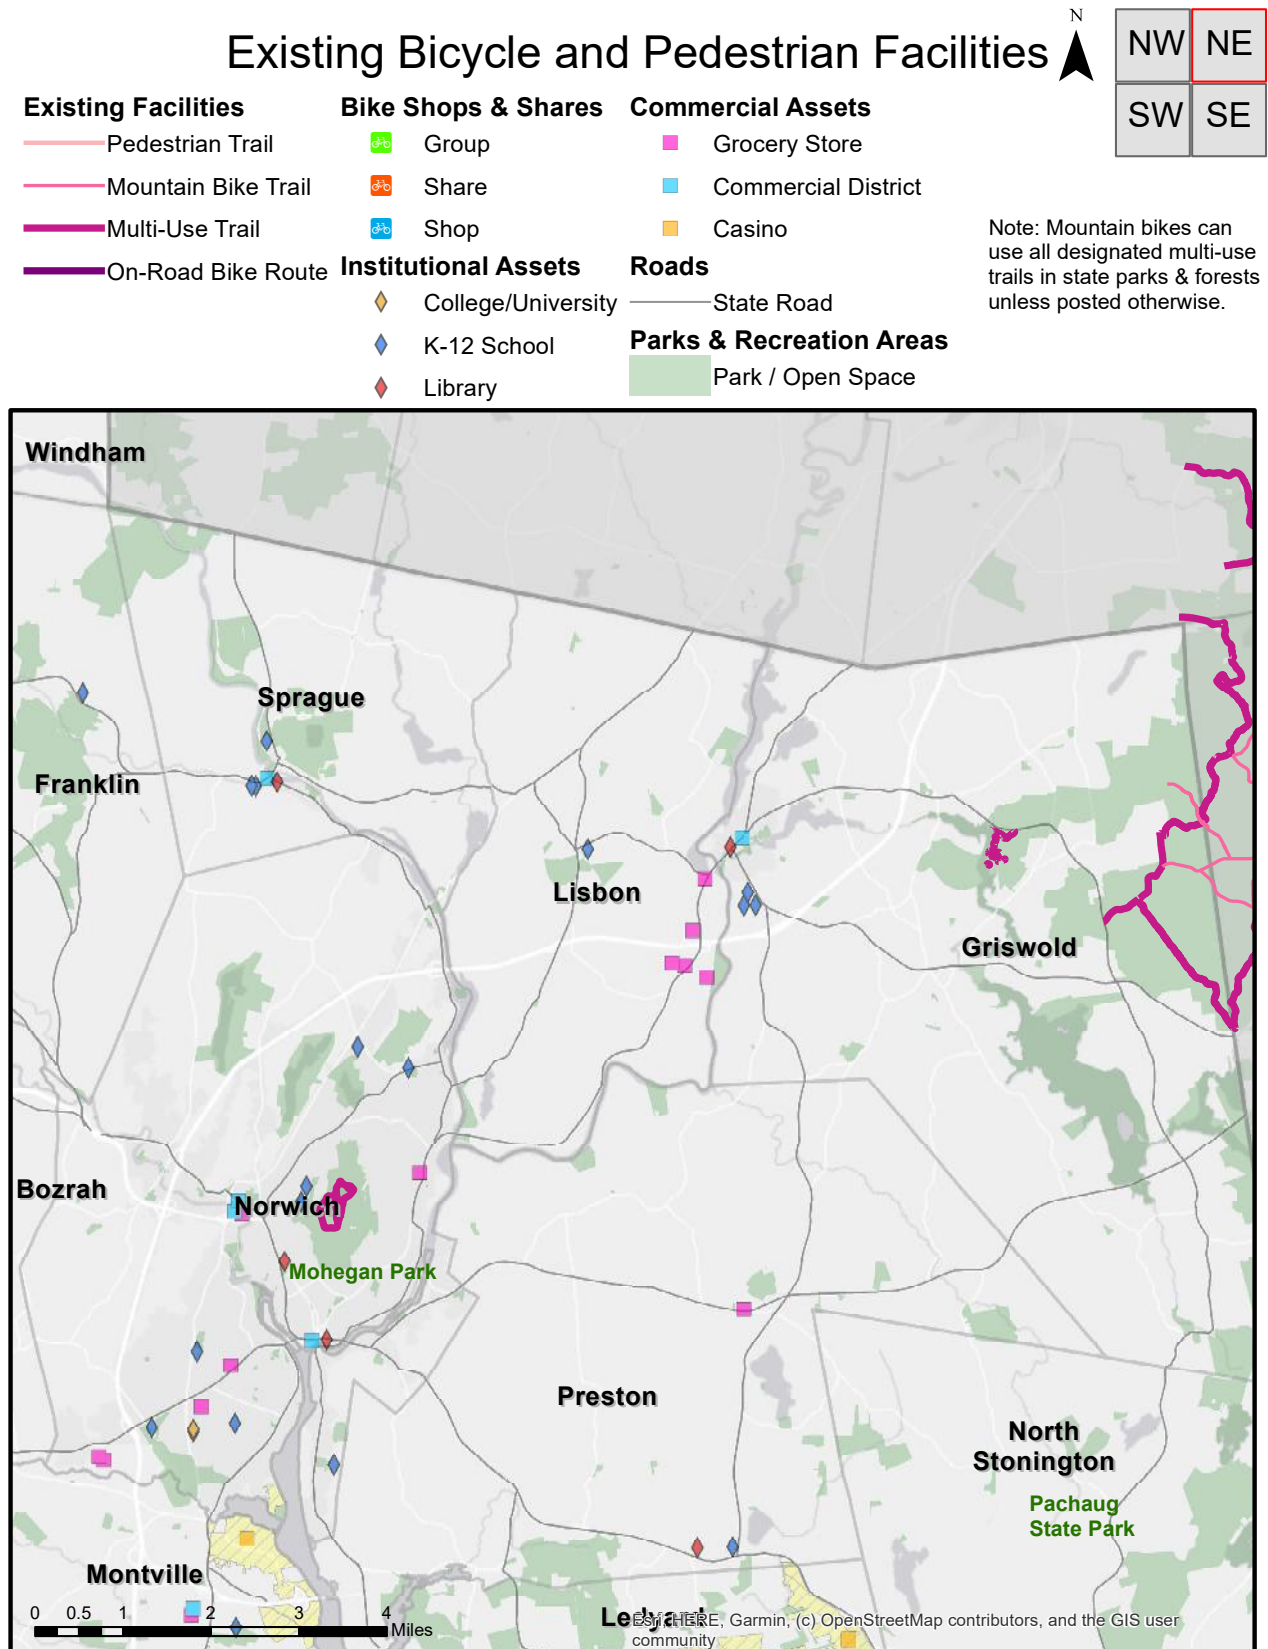 Existing Bicycle and Pedestrian Facilities
N
NW NE
SW SE
Existing Facilities
Pedestrian Trail
Mountain Bike Trail
Multi-Use Trail
On-Road Bike Route
Bike Shops & Shares
Group
Share
Shop
Institutional Assets
College/University
K-12 School
Library
Commercial Assets
Grocery Store
Commercial District
Casino
Roads
State Road
Parks & Recreation Areas
Park / Open Space
Note: Mountain bikes can
use all designated multi-use
trails in state parks & forests
unless posted otherwise.
Windham
Sprague
Franklin
Lisbon
Griswold
Bozrah
Norwich
Mohegan Park
Preston
North
Stonington
Pachaug
State Park
Montville
Ledyard
0 0.5 1 2 3 4
Miles
Esri, HERE, Garmin, (c) OpenStreetMap contributors, and the GIS user
community